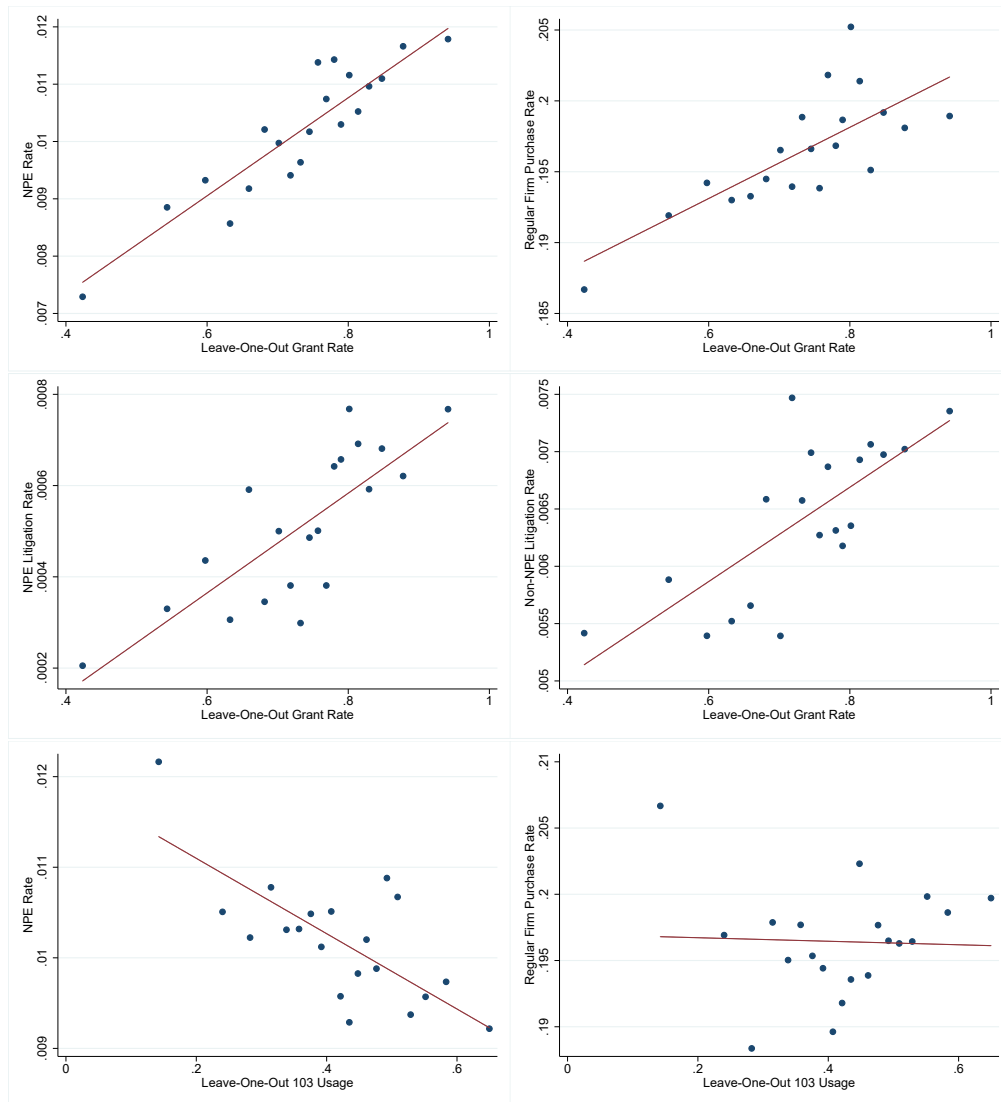 .012
.011
.01
.009
.008
.007
NPE Rate
.4 .6 .8 1
Leave-One-Out Grant Rate
.205
.2
.195
.19
.185
Regular Firm Purchase Rate
.4 .6 .8 1
Leave-One-Out Grant Rate
.0008
.0006
.0004
.0002
NPE Litigation Rate
.4 .6 .8 1
Leave-One-Out Grant Rate
.0075
.007
.0065
.006
.0055
.005
Non-NPE Litigation Rate
.4 .6 .8 1
Leave-One-Out Grant Rate
.012
.011
.01
.009
NPE Rate
0 .2 .4 .6
Leave-One-Out 103 Usage
.21
.205
.2
.195
.19
Regular Firm Purchase Rate
0 .2 .4 .6
Leave-One-Out 103 Usage